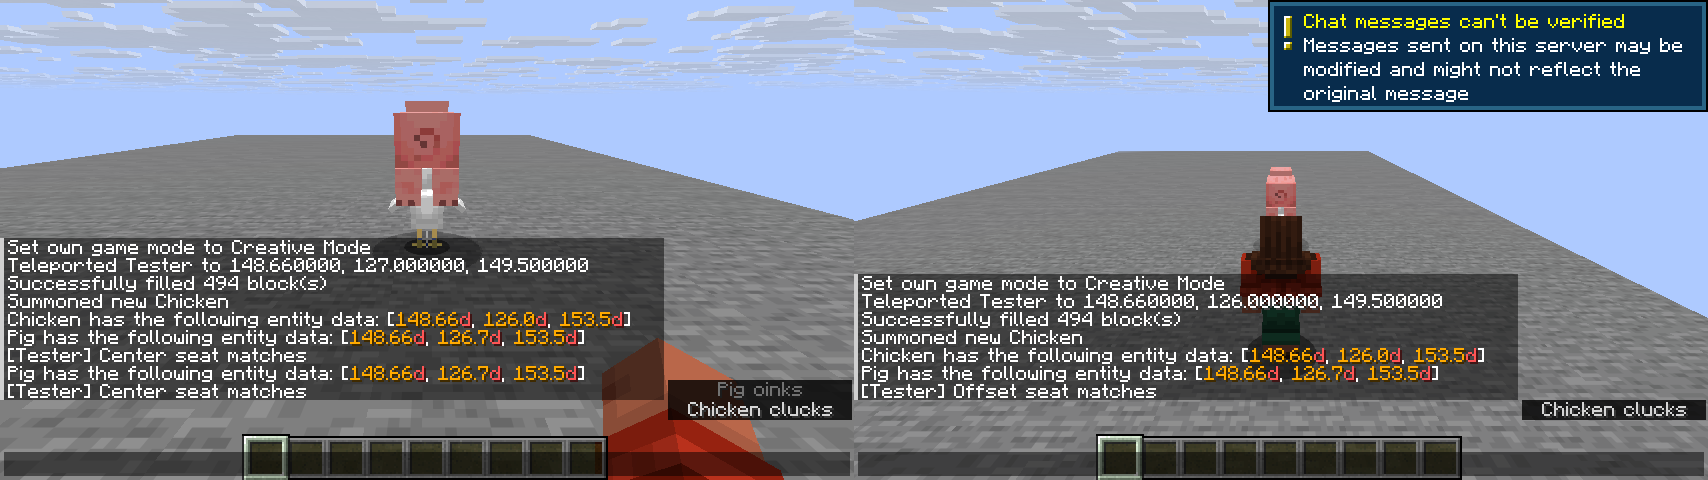 Set own game mode to Creative Mode
Teleported Tester to 148.660000, 127.000000, 149.500000
Successfully filled 494 block(s)
Summoned new Chicken
Chicken has the following entity data: [148.66d, 126.0d, 153.5d]
Pig has the following entity data: [148.66d, 126.7d, 153.5d]
[Tester] Center seat matches
Pig has the following entity data: [148.66d, 126.7d, 153.5d]
[Tester] Center seat matches
Pig oinks
Chicken clucks
Chat messages can't be verified
Messages sent on this server may be
modified and might not reflect the
original message
Set own game mode to Creative Mode
Teleported Tester to 148.660000, 126.000000, 149.500000
Successfully filled 494 block(s)
Summoned new Chicken
Chicken has the following entity data: [148.66d, 126.0d, 153.5d]
Pig has the following entity data: [148.66d, 126.7d, 153.5d]
[Tester] Offset seat matches
Chicken clucks